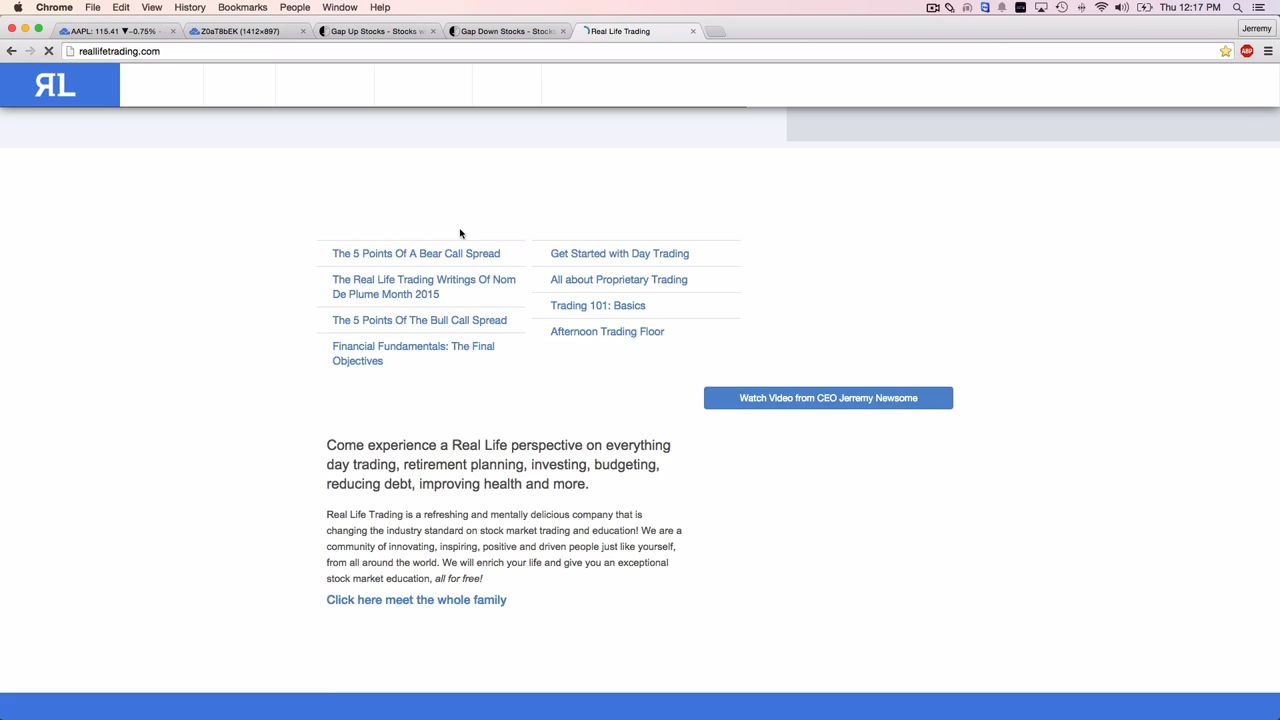 Chrome File Edit View History Bookmarks People Window Help Thu 12:17 PM
AAPL: 115.41 ▼−0.75% - Z0aT8bEK (1412×897) Gap Up Stocks - Stocks Gap Down Stocks - Stocks Real Life Trading Jerremy
reallifetrading.com ABP
RL
The 5 Points Of A Bear Call Spread
The Real Life Trading Writings Of Nom
De Plume Month 2015
The 5 Points Of The Bull Call Spread
Financial Fundamentals: The Final
Objectives
Get Started with Day Trading
All about Proprietary Trading
Trading 101: Basics
Afternoon Trading Floor
Watch Video from CEO Jerremy Newsome
Come experience a Real Life perspective on everything
day trading, retirement planning, investing, budgeting,
reducing debt, improving health and more.
Real Life Trading is a refreshing and mentally delicious company that is
changing the industry standard on stock market trading and education! We are a
community of innovating, inspiring, positive and driven people just like yourself,
from all around the world. We will enrich your life and give you an exceptional
stock market education, all for free!
Click here meet the whole family